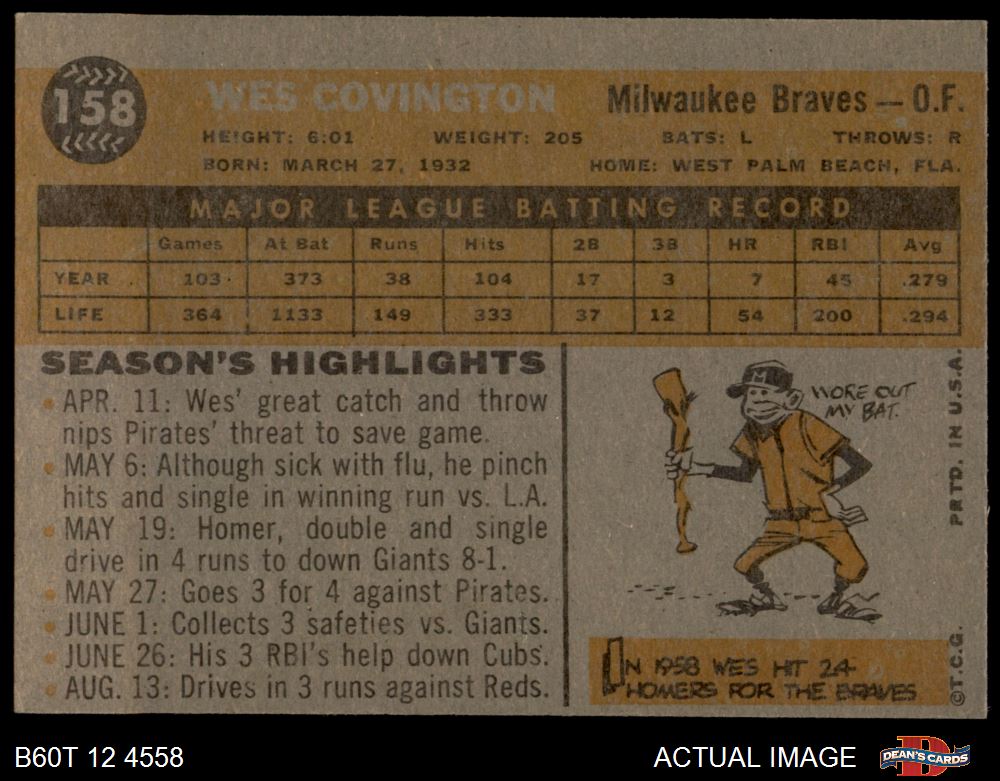 158
WES COVINGTON
Milwaukee Braves — O.F.
HEIGHT: 6:01 WEIGHT: 205 BATS: L THROWS: R
BORN: MARCH 27, 1932 HOME: WEST PALM BEACH, FLA.
MAJOR LEAGUE BATTING RECORD
Games At Bat Runs Hits 2B 3B HR RBI Avg
YEAR 103 373 38 104 17 3 7 45 .279
LIFE 364 1133 149 333 37 12 54 200 .294
SEASON'S HIGHLIGHTS
• APR. 11: Wes' great catch and throw
nips Pirates' threat to save game.
• MAY 6: Although sick with flu, he pinch
hits and single in winning run vs. L.A.
• MAY 19: Homer, double and single
drive in 4 runs to down Giants 8-1.
• MAY 27: Goes 3 for 4 against Pirates.
• JUNE 1: Collects 3 safeties vs. Giants.
• JUNE 26: His 3 RBI's help down Cubs.
• AUG. 13: Drives in 3 runs against Reds.
M
WORE OUT
MY BAT.
IN 1958 WES HIT 24
HOMERS FOR THE BRAVES
©T.C.G. PRTD. IN U.S.A.
B60T 12 4558
ACTUAL IMAGE
DEAN'S CARDS